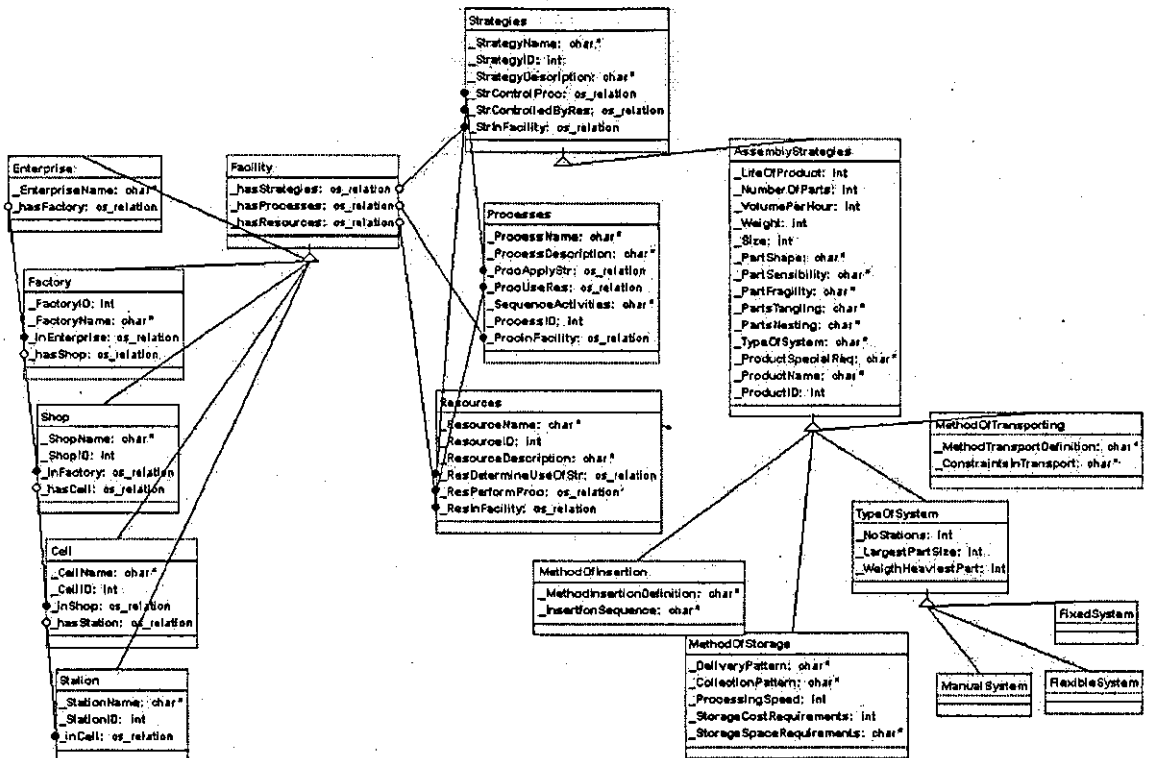 Strategies
_StrategyName: char*
_StrategyID: int
_StrategyDescription: char*
_StrControlProc: os_relation
_StrControlledByRes: os_relation
_StrInFacility: os_relation
Enterprise
_EnterpriseName: char*
_hasFactory: os_relation
Facility
_hasStrategies: os_relation
_hasProcesses: os_relation
_hasResources: os_relation
AssemblyStrategies
_LifeOfProduct: int
_NumberOfParts: int
_VolumePerHour: int
_Weight: int
_Size: int
_PartShape: char*
_PartSensibility: char*
_PartFragility: char*
_PartsTangling: char*
_PartsNesting: char*
_TypeOfSystem: char*
_ProductSpecialReq: char*
_ProductName: char*
_ProductID: int
Processes
_ProcessName: char*
_ProcessDescription: char*
_ProcApplyStr: os_relation
_ProcUseRes: os_relation
_SequenceActivities: char*
_ProcessID: int
_ProcInFacility: os_relation
Factory
_FactoryID: int
_FactoryName: char*
_inEnterprise: os_relation
_hasShop: os_relation
Shop
_ShopName: char*
_ShopID: int
_inFactory: os_relation
_hasCell: os_relation
Resources
_ResourceName: char*
_ResourceID: int
_ResourceDescription: char*
_ResDetermineUseOfStr: os_relation
_ResPerformProc: os_relation
_ResInFacility: os_relation
MethodOfTransporting
_MethodTransportDefinition: char*
_ConstraintsInTransport: char*
TypeOfSystem
_NoStations: int
_LargestPartSize: int
_WeigthHeaviestPart: int
Cell
_CellName: char*
_CellID: int
_inShop: os_relation
_hasStation: os_relation
MethodOfInsertion
_MethodInsertionDefinition: char*
_InsertionSequence: char*
FixedSystem
MethodOfStorage
_DeliveryPattern: char*
_CollectionPattern: char*
_ProcessingSpeed: int
_StorageCostRequirements: int
_StorageSpaceRequirements: char*
ManualSystem
FlexibleSystem
Station
_StationName: char*
_StationID: int
_inCell: os_relation